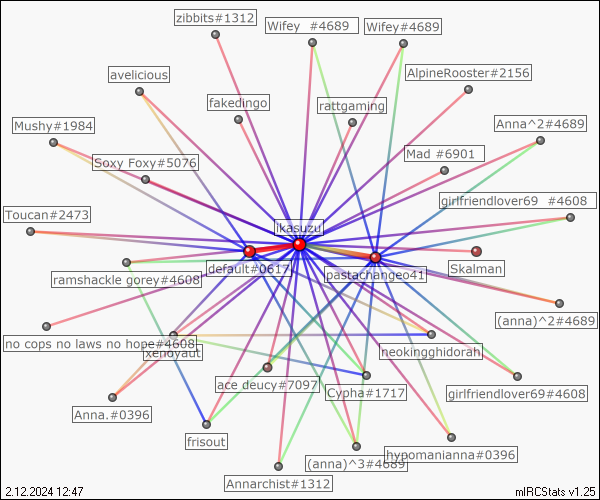 zibbits#1312
Wifey   #4689
Wifey#4689
avelicious
AlpineRooster#2156
fakedingo
rattgaming
Mushy#1984
Anna^2#4689
Soxy Foxy#5076
Mad  #6901
girlfriendlover69   #4608
Toucan#2473
ikasuzu
default#0617
pastachangeo41
Skalman
ramshackle gorey#4608
(anna)^2#4689
no cops no laws no hope#4608
xenoyaut
neokingghidorah
ace deucy#7097
Cypha#1717
girlfriendlover69#4608
Anna.#0396
frisout
(anna)^3#4689
hypomanianna#0396
Annarchist#1312
2.12.2024 12:47
mIRCStats v1.25